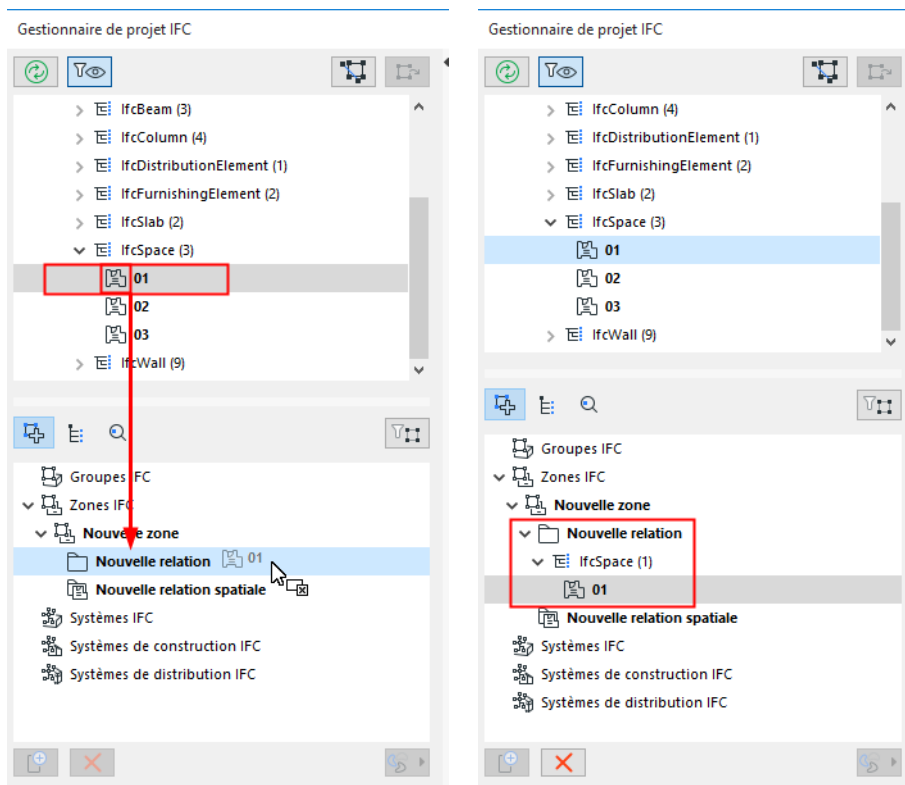 Gestionnaire de projet IFC
IfcBeam (3)
IfcColumn (4)
IfcDistributionElement (1)
IfcFurnishingElement (2)
IfcSlab (2)
IfcSpace (3)
01
02
03
IfcWall (9)
Groupes IFC
Zones IFC
Nouvelle zone
Nouvelle relation 01
Nouvelle relation spatiale
Systèmes IFC
Systèmes de construction IFC
Systèmes de distribution IFC
Gestionnaire de projet IFC
IfcColumn (4)
IfcDistributionElement (1)
IfcFurnishingElement (2)
IfcSlab (2)
IfcSpace (3)
01
02
03
IfcWall (9)
Groupes IFC
Zones IFC
Nouvelle zone
Nouvelle relation
IfcSpace (1)
01
Nouvelle relation spatiale
Systèmes IFC
Systèmes de construction IFC
Systèmes de distribution IFC